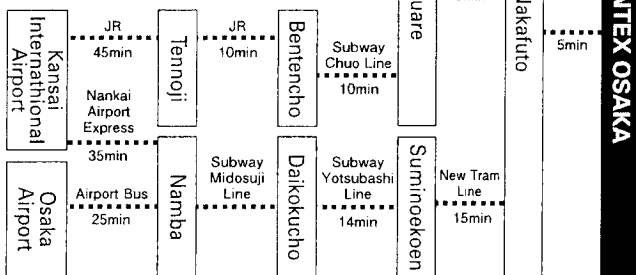 JR
45min
JR
10min
Kansai
Internathional
Airport
Tennoji
Bentencho
Subway
Chuo Line
10min
uare
Nakafuto
5min
NTEX OSAKA
Nankai
Airport
Express
35min
Osaka
Airport
Airport Bus
25min
Namba
Subway
Midosuji
Line
Daikokucho
Subway
Yotsubashi
Line
14min
Suminoekoen
New Tram
Line
15min